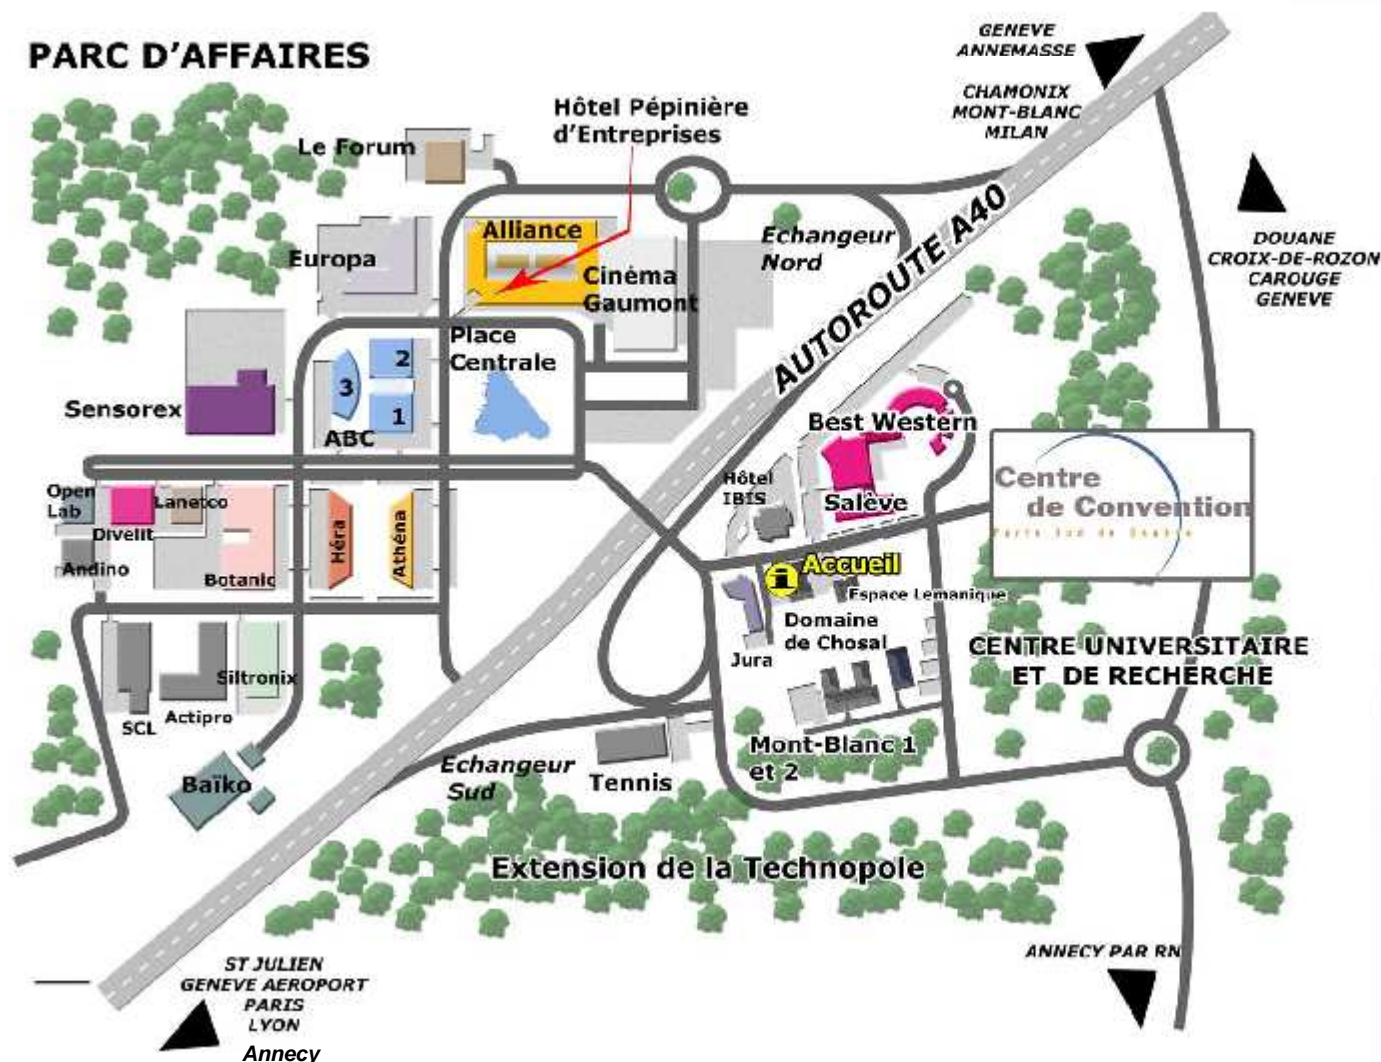 GENEVE
ANNEMASSE
PARC D'AFFAIRES
CHAMONIX
MONT-BLANC
MILAN
Hôtel Pépinière
d'Entreprises
Le Forum
AUTOROUTE A40
Alliance
Echangeur
Nord
DOUANE
CROIX-DE-ROZON
CAROUGE
GENEVE
Europa
Cinéma
Gaumont
Place
Centrale
2
3
1
ABC
Sensorex
Best Western
Hôtel
IBIS
Salève
Centre
de Convention
Open
Lab
Lanetco
Divelit
Andino
Botanic
Héra
Athéna
Accueil
Espace Lemanique
Domaine
de Chosal
Jura
CENTRE UNIVERSITAIRE
ET DE RECHERCHE
Siltronix
Actipro
SCL
Mont-Blanc 1
et 2
Echangeur
Sud
Tennis
Baïko
Extension de la Technopole
ANNECY PAR RN
ST JULIEN
GENEVE AEROPORT
PARIS
LYON
Annecy